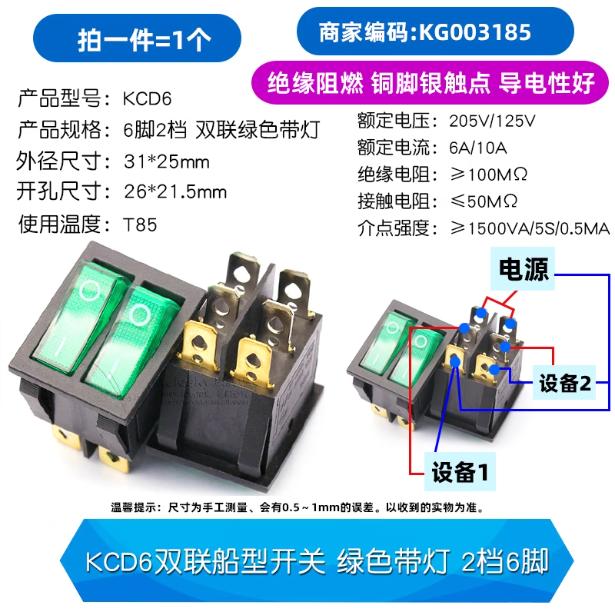 拍一件=1个
商家编码:KG003185
绝缘阻燃 铜脚银触点 导电性好
产品型号： KCD6
产品规格： 6脚2档 双联绿色带灯
外径尺寸： 31*25mm
开孔尺寸： 26*21.5mm
使用温度： T85
额定电压： 205V/125V
额定电流： 6A/10A
绝缘电阻： ≥100MΩ
接触电阻： ≤50MΩ
介点强度： ≥1500VA/5S/0.5MA
电源
设备2
设备1
温馨提示：尺寸为手工测量、会有0.5～1mm的误差。以收到的实物为准。
KCD6双联船型开关 绿色带灯 2档6脚